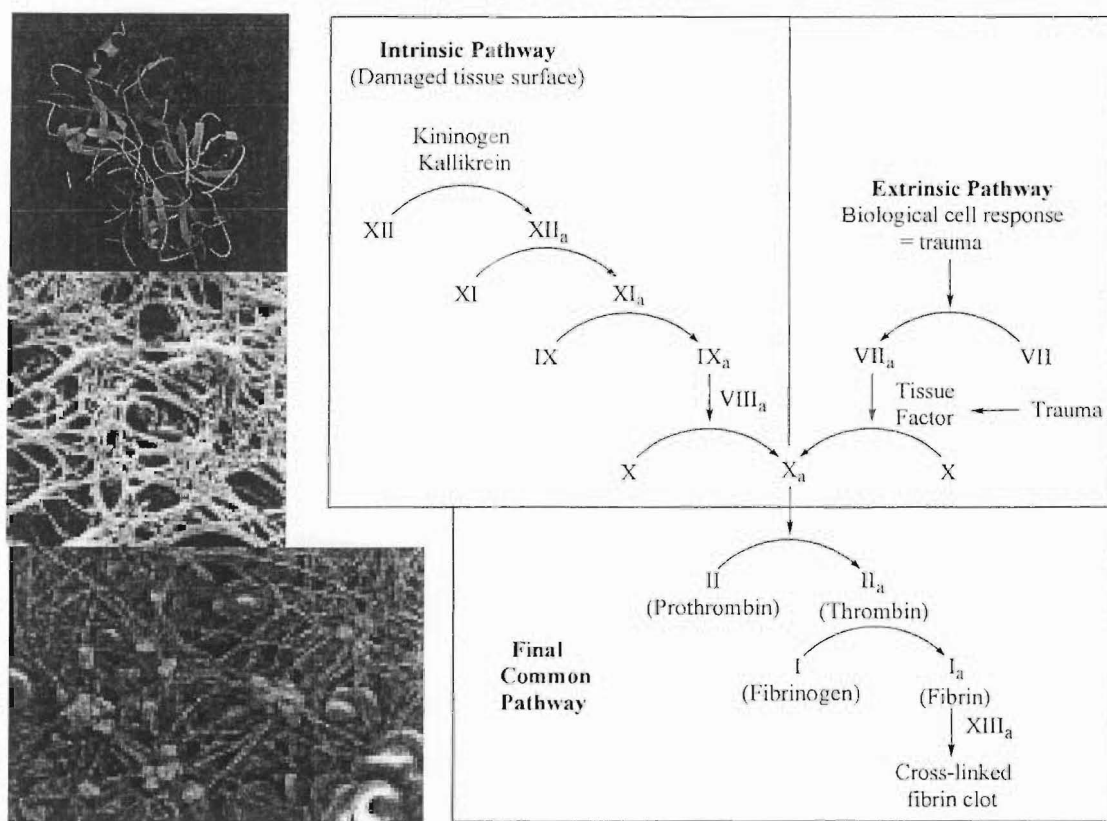 Intrinsic Pathway
(Damaged tissue surface)
Kininogen
Kallikrein
XII
XIIa
XI
XIa
IX
IXa
VIIIa
X
Xa
Extrinsic Pathway
Biological cell response
= trauma
VIIa
VII
Tissue
Factor
Trauma
X
II
(Prothrombin)
IIa
(Thrombin)
I
(Fibrinogen)
Ia
(Fibrin)
XIIIa
Cross-linked
fibrin clot
Final
Common
Pathway